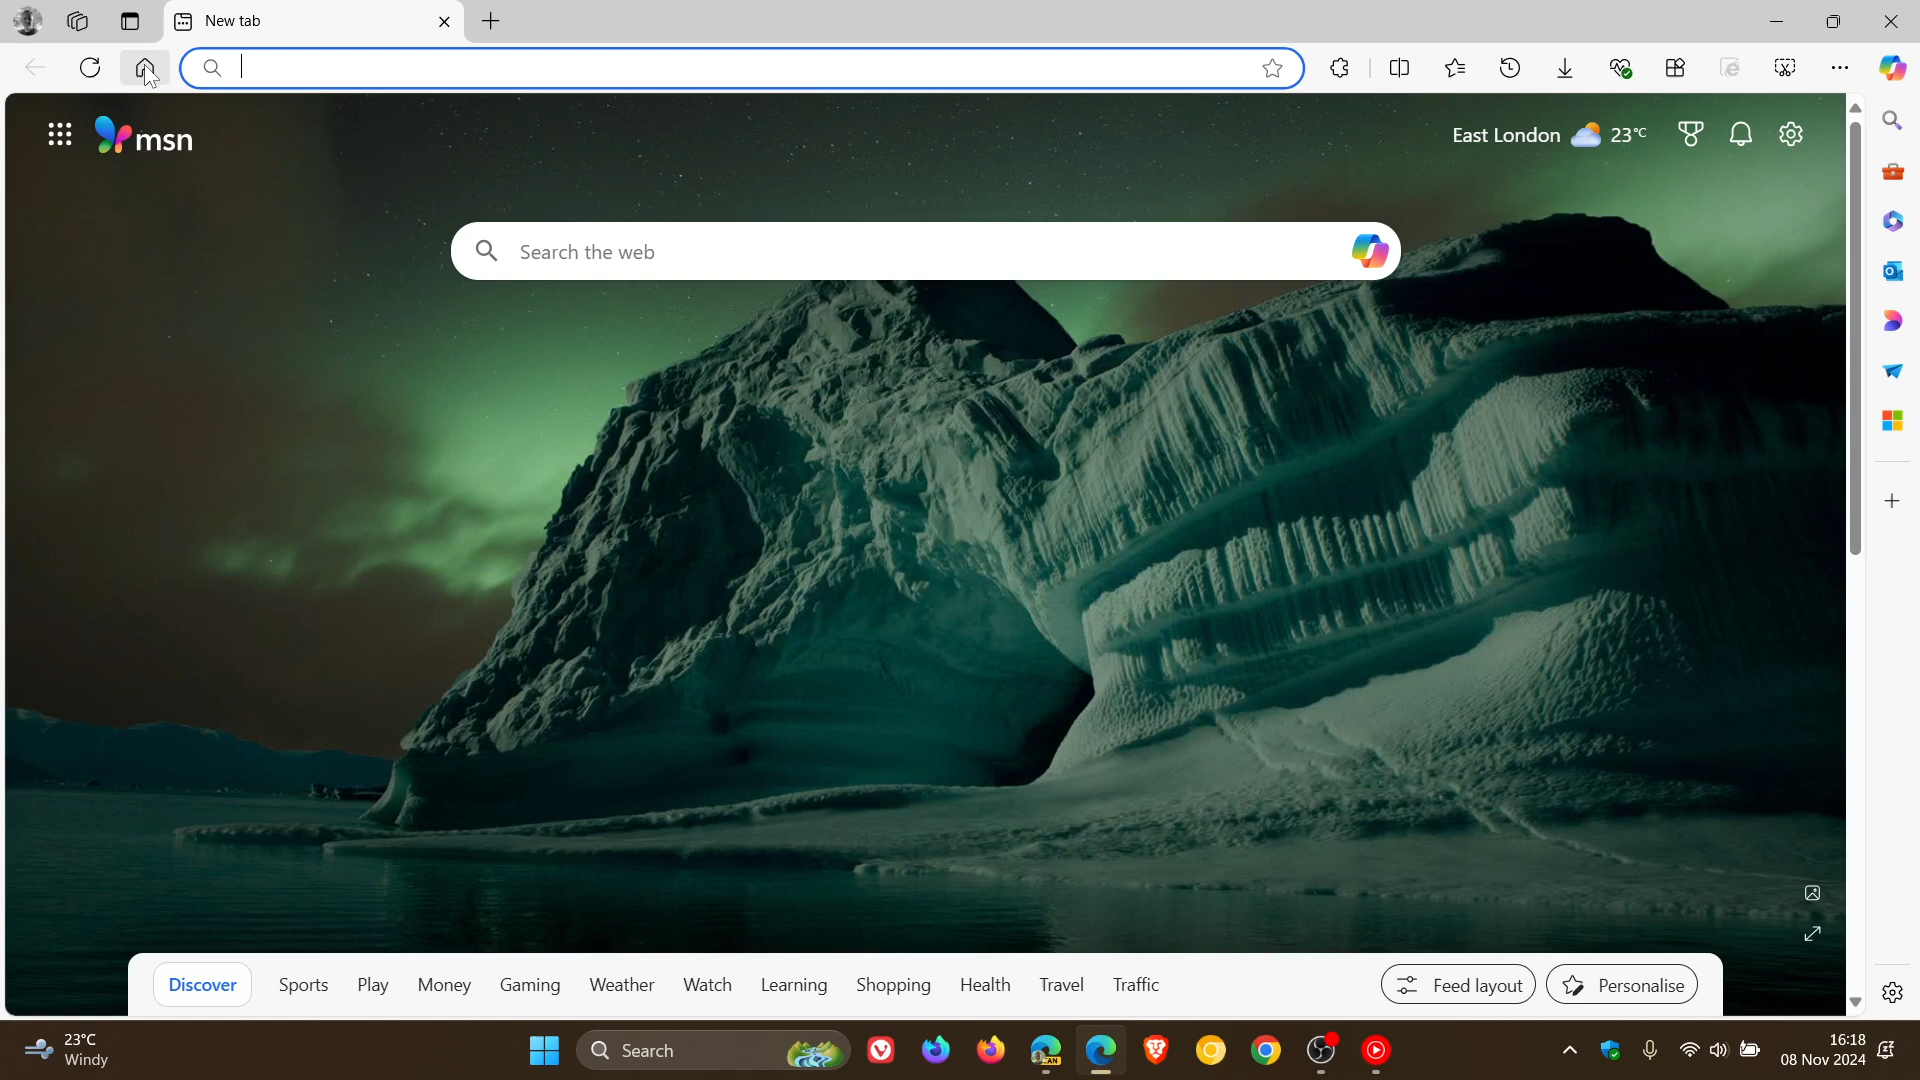 New tab
msn
East London 23°C
Search the web
Discover Sports Play Money Gaming Weather Watch Learning Shopping Health Travel Traffic Feed layout Personalise
23°C
Windy
Search
CAN
16:18
08 Nov 2024